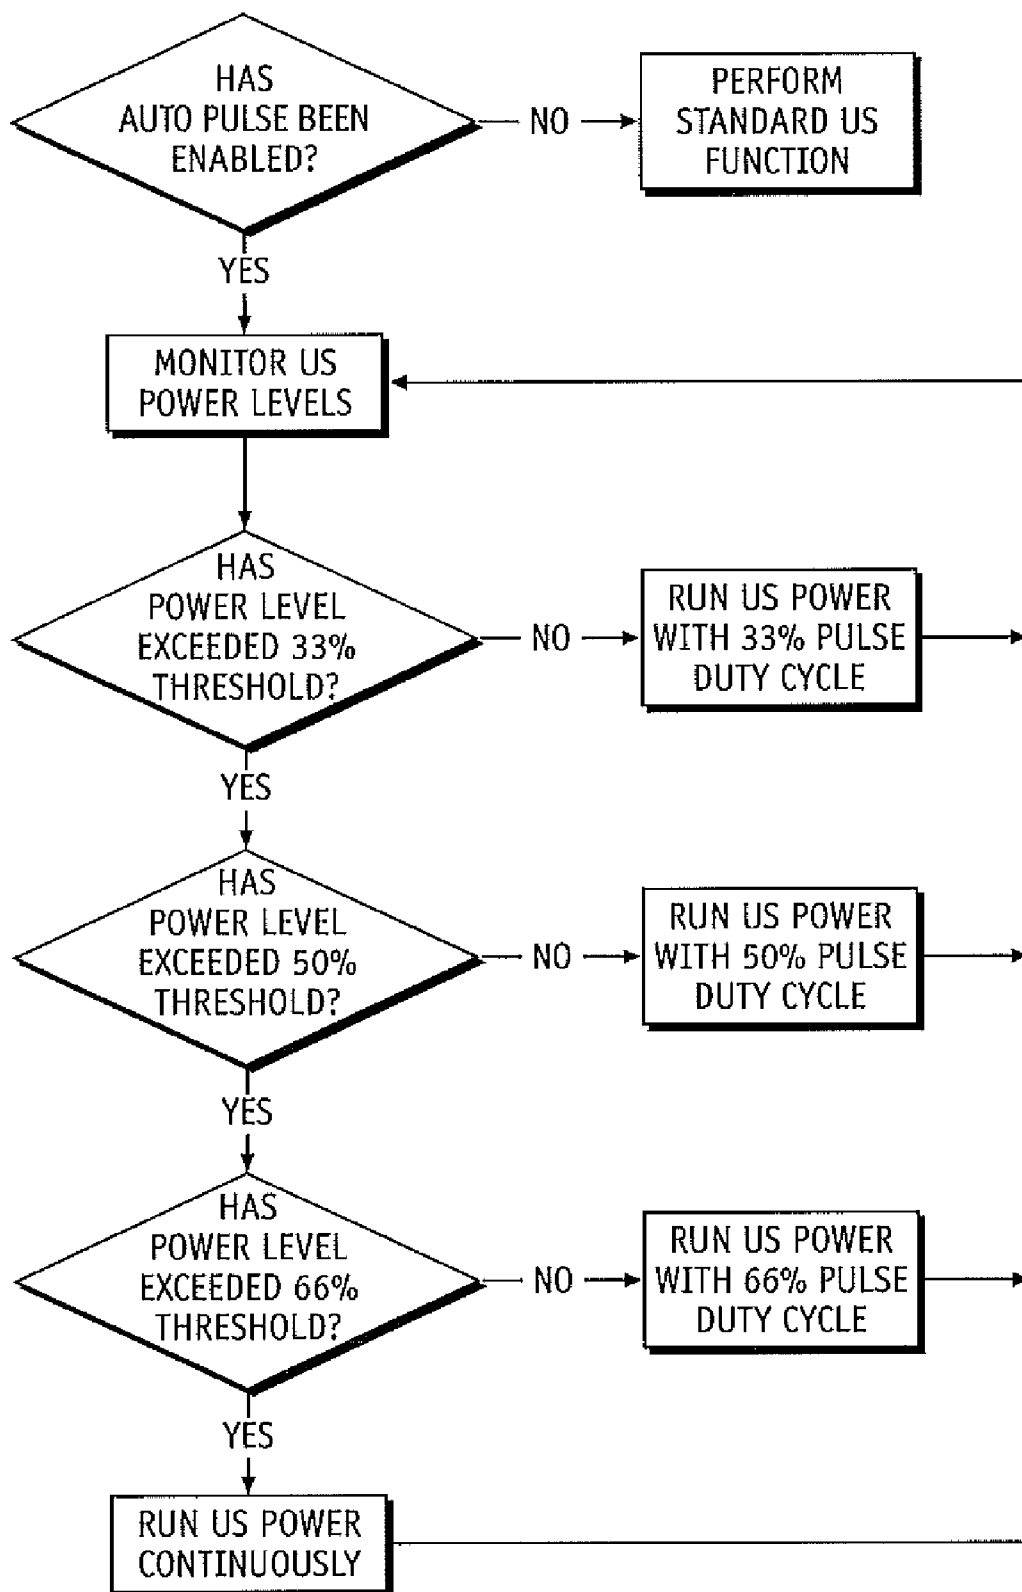 HAS
AUTO PULSE BEEN
ENABLED?
NO
PERFORM
STANDARD US
FUNCTION
YES
MONITOR US
POWER LEVELS
HAS
POWER LEVEL
EXCEEDED 33%
THRESHOLD?
NO
RUN US POWER
WITH 33% PULSE
DUTY CYCLE
YES
HAS
POWER LEVEL
EXCEEDED 50%
THRESHOLD?
NO
RUN US POWER
WITH 50% PULSE
DUTY CYCLE
YES
HAS
POWER LEVEL
EXCEEDED 66%
THRESHOLD?
NO
RUN US POWER
WITH 66% PULSE
DUTY CYCLE
YES
RUN US POWER
CONTINUOUSLY